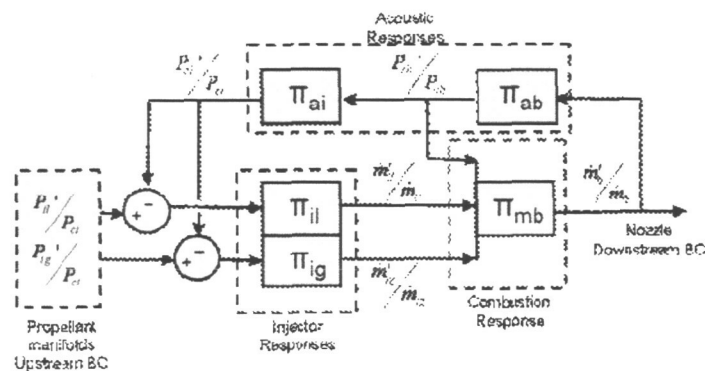 Acoustic
Responses
Π_ai
Π_ab
Π_il
Π_ig
Π_mb
+ -
+ -
Propellant
manifolds
Upstream BC
Injector
Responses
Combustion
Response
Nozzle
Downstream BC